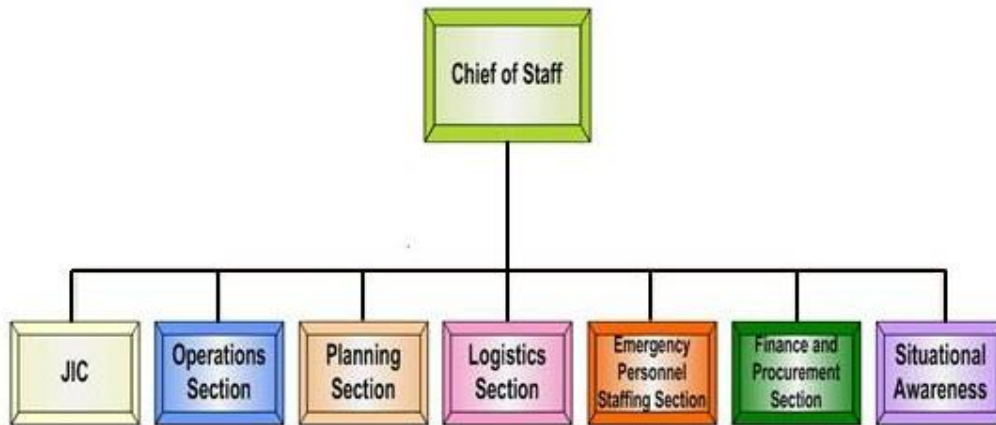 Chief of Staff
JIC
Operations
Section
Planning
Section
Logistics
Section
Emergency
Personnel
Staffing Section
Finance and
Procurement
Section
Situational
Awareness